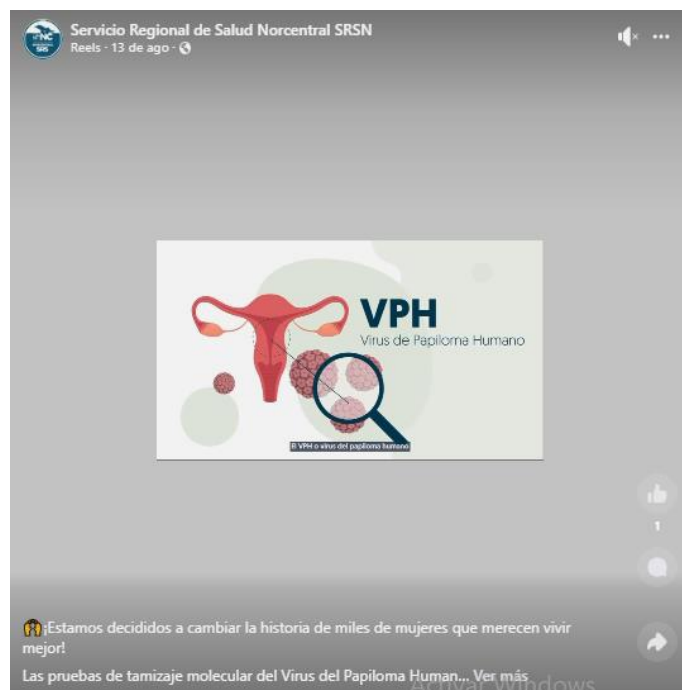 Servicio Regional de Salud Norcentral SRSN
Reels · 13 de ago ·
NC
SRS
VPH
Virus de Papiloma Humano
El VPH o virus del papiloma humano
1
¡Estamos decididos a cambiar la historia de miles de mujeres que merecen vivir
mejor!
Las pruebas de tamizaje molecular del Virus del Papiloma Human... Ver más
Activar Windows